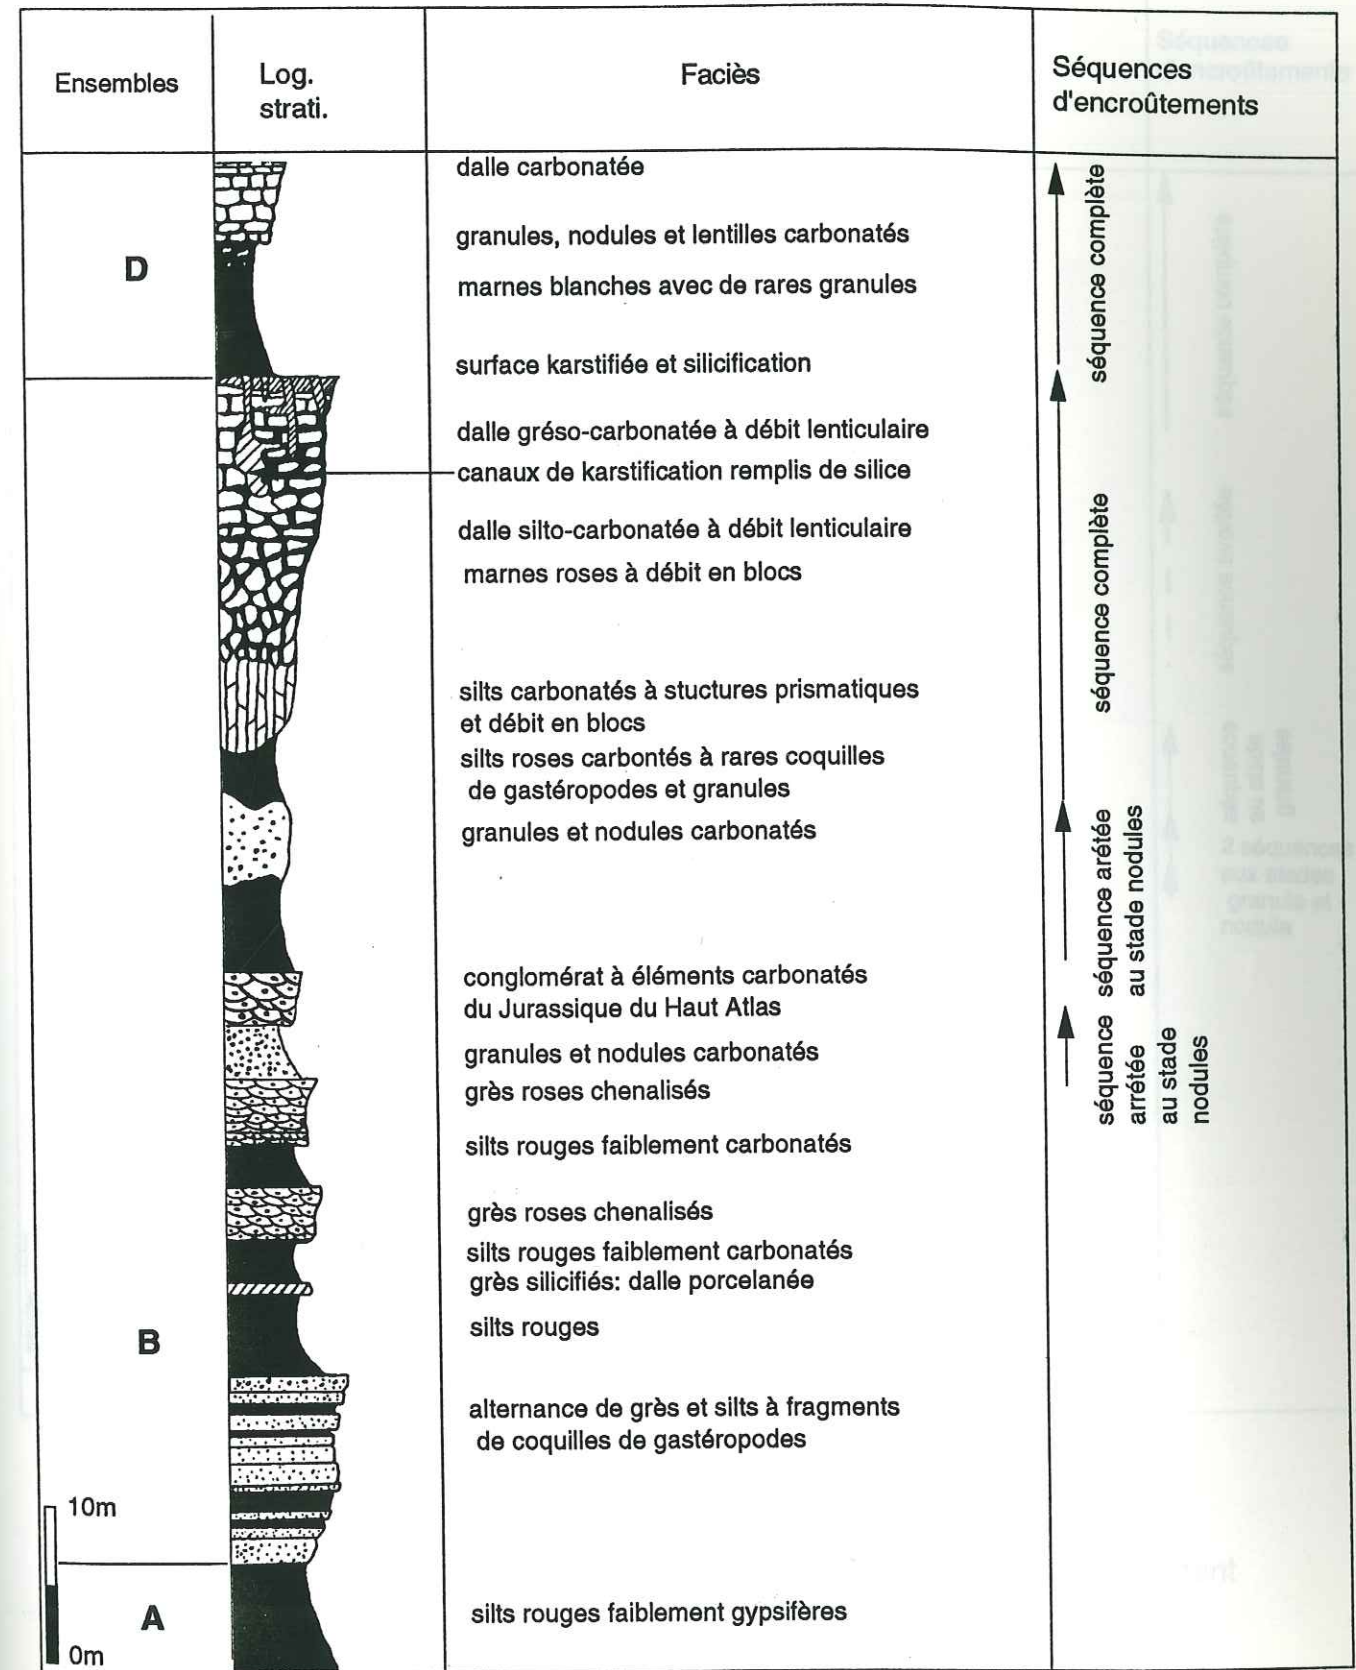 Ensembles
Log.
strati.
Faciès
Séquences
d'encroûtements
dalle carbonatée
granules, nodules et lentilles carbonatés
D
marnes blanches avec de rares granules
surface karstifiée et silicification
séquence complète
dalle gréso-carbonatée à débit lenticulaire
canaux de karstification remplis de silice
dalle silto-carbonatée à débit lenticulaire
marnes roses à débit en blocs
séquence complète
silts carbonatés à stuctures prismatiques
et débit en blocs
silts roses carbontés à rares coquilles
de gastéropodes et granules
granules et nodules carbonatés
séquence arétée
au stade nodules
conglomérat à éléments carbonatés
du Jurassique du Haut Atlas
granules et nodules carbonatés
séquence
arrétée
au stade
nodules
grès roses chenalisés
silts rouges faiblement carbonatés
grès roses chenalisés
silts rouges faiblement carbonatés
grès silicifiés: dalle porcelanée
silts rouges
B
alternance de grès et silts à fragments
de coquilles de gastéropodes
10m
A
silts rouges faiblement gypsifères
0m